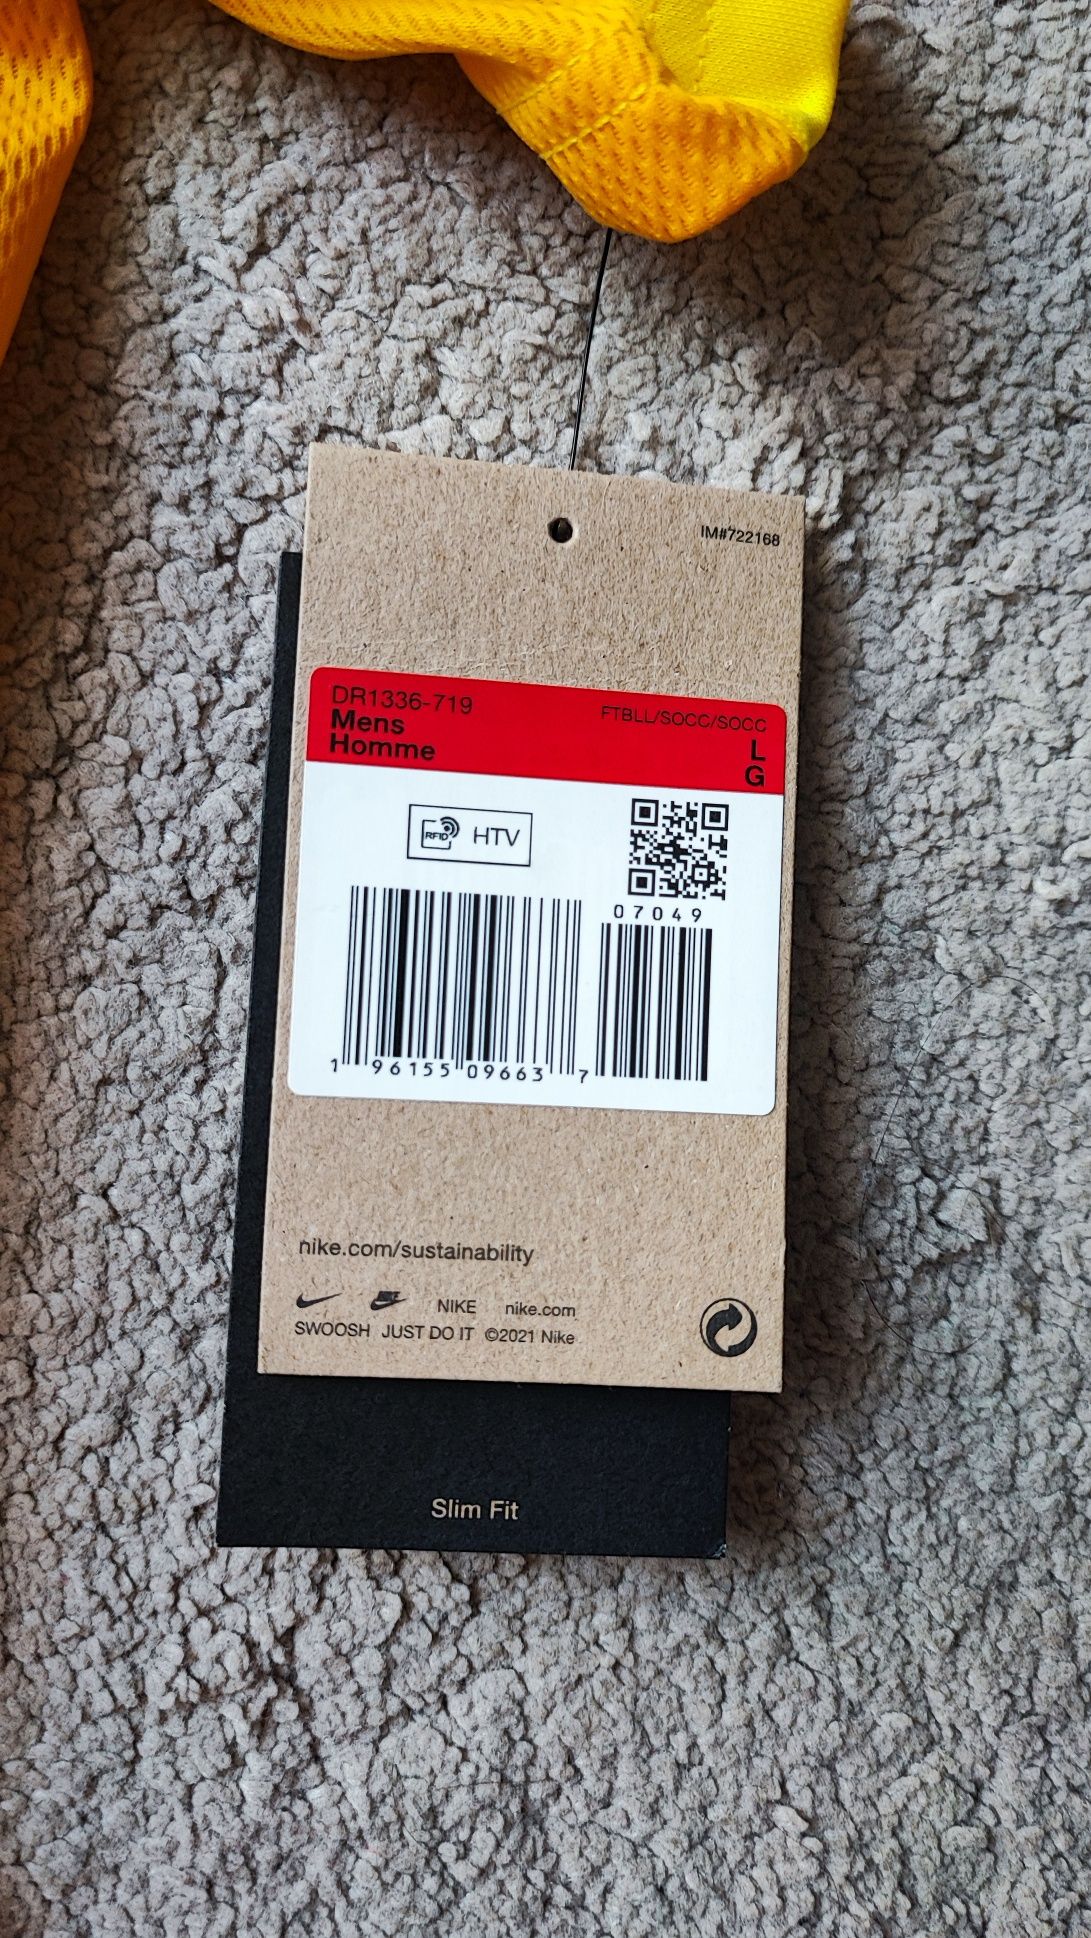 IM#722168
DR1336-719
FTBLL/SOCC/SOCC
Mens
L
Homme
G
RFID HTV
07049
1 96155 09663 7
nike.com/sustainability
NIKE nike.com
SWOOSH JUST DO IT ©2021 Nike
Slim Fit